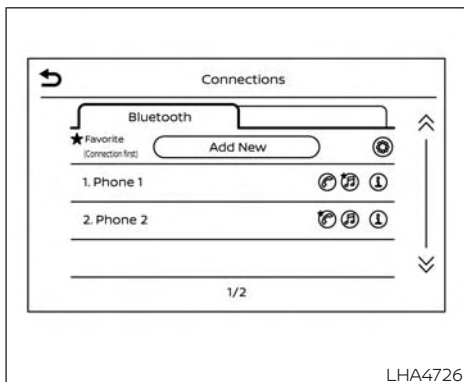 Connections
Bluetooth
★Favorite
(Connection first)
Add New
1. Phone 1
2. Phone 2
1/2
LHA4726